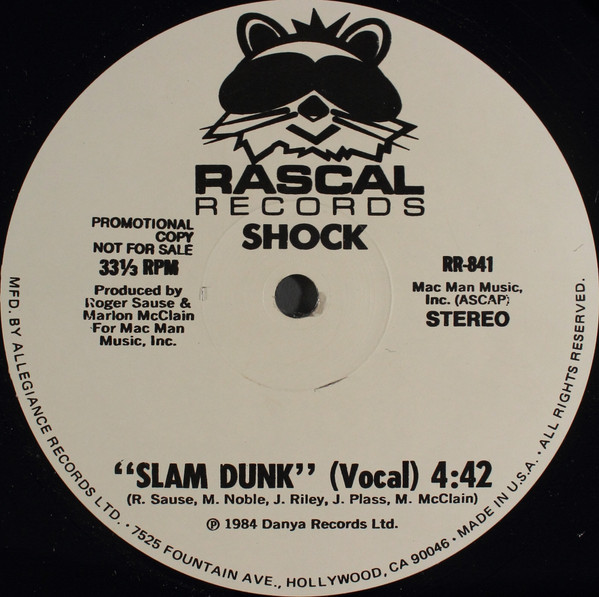 RASCAL
RECORDS
SHOCK
PROMOTIONAL
COPY
NOT FOR SALE
33⅓ RPM
Produced by
Roger Sause &
Marlon McClain
For Mac Man
Music, Inc.
RR-841
Mac Man Music,
Inc. (ASCAP)
STEREO
“SLAM DUNK” (Vocal) 4:42
(R. Sause, M. Noble, J. Riley, J. Plass, M. McClain)
℗ 1984 Danya Records Ltd.
MFD. BY ALLEGIANCE RECORDS LTD. • 7525 FOUNTAIN AVE., HOLLYWOOD, CA 90046 • MADE IN U.S.A. • ALL RIGHTS RESERVED.